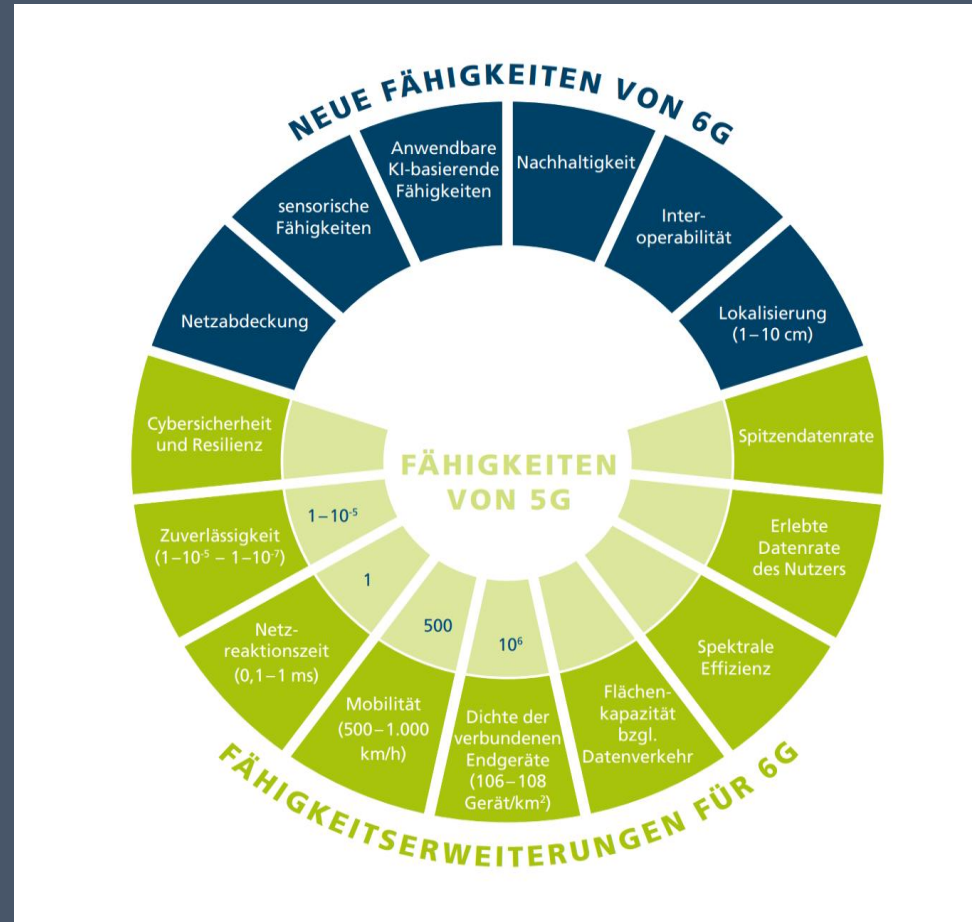 NEUE FÄHIGKEITEN VON 6G
Netzabdeckung
sensorische
Fähigkeiten
Anwendbare
KI-basierende
Fähigkeiten
Nachhaltigkeit
Inter-
operabilität
Lokalisierung
(1–10 cm)
FÄHIGKEITEN
VON 5G
Cybersicherheit
und Resilienz
Zuverlässigkeit
(1–10⁻⁵ – 1–10⁻⁷)
1–10⁻⁵
Netz-
reaktionszeit
(0,1–1 ms)
1
Mobilität
(500–1.000
km/h)
500
Dichte der
verbundenen
Endgeräte
(106–108
Gerät/km²)
10⁶
Flächen-
kapazität
bzgl.
Datenverkehr
Spektrale
Effizienz
Erlebte
Datenrate
des Nutzers
Spitzendatenrate
FÄHIGKEITSERWEITERUNGEN FÜR 6G